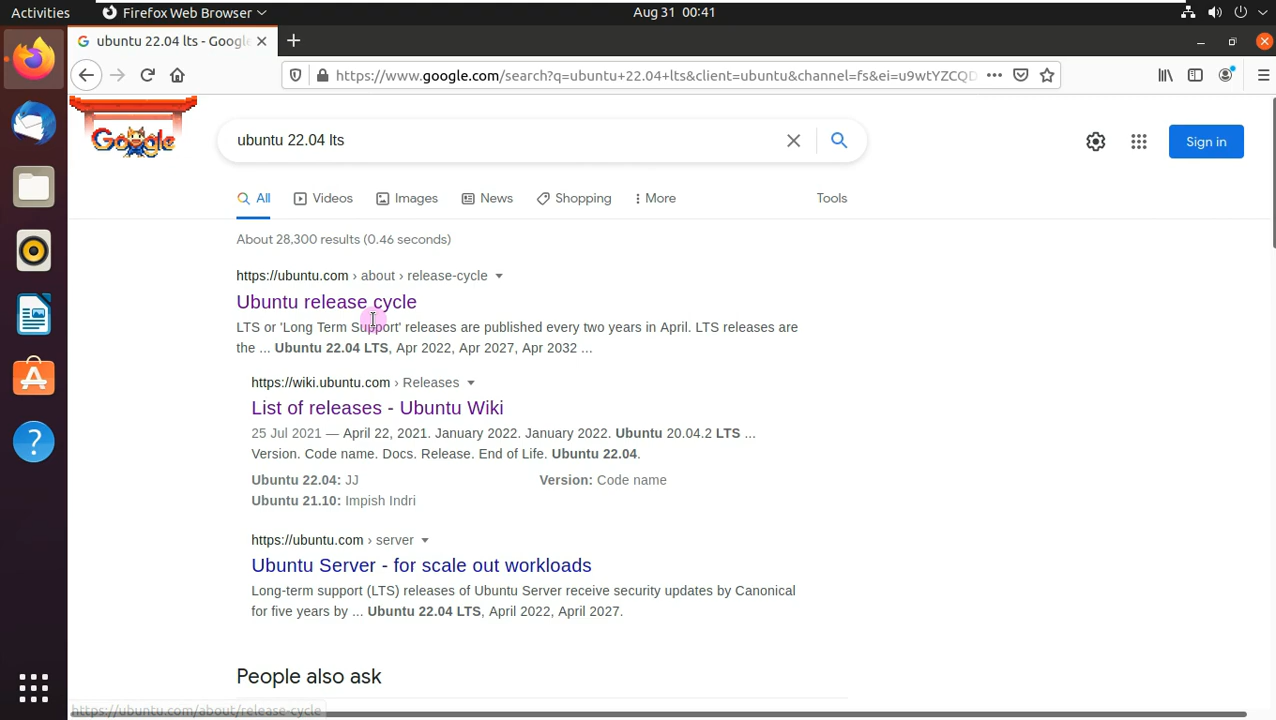 Activities Firefox Web Browser Aug 31 00:41
ubuntu 22.04 lts - Google
https://www.google.com/search?q=ubuntu+22.04+lts&client=ubuntu&channel=fs&ei=u9wtYZCQD
Google
ubuntu 22.04 lts
Sign in
All Videos Images News Shopping More Tools
About 28,300 results (0.46 seconds)
https://ubuntu.com › about › release-cycle
Ubuntu release cycle
LTS or 'Long Term Support' releases are published every two years in April. LTS releases are
the ... Ubuntu 22.04 LTS, Apr 2022, Apr 2027, Apr 2032 ...
https://wiki.ubuntu.com › Releases
List of releases - Ubuntu Wiki
25 Jul 2021 — April 22, 2021. January 2022. January 2022. Ubuntu 20.04.2 LTS ...
Version. Code name. Docs. Release. End of Life. Ubuntu 22.04.
Ubuntu 22.04: JJ Version: Code name
Ubuntu 21.10: Impish Indri
https://ubuntu.com › server
Ubuntu Server - for scale out workloads
Long-term support (LTS) releases of Ubuntu Server receive security updates by Canonical
for five years by ... Ubuntu 22.04 LTS, April 2022, April 2027.
People also ask
https://ubuntu.com/about/release-cycle